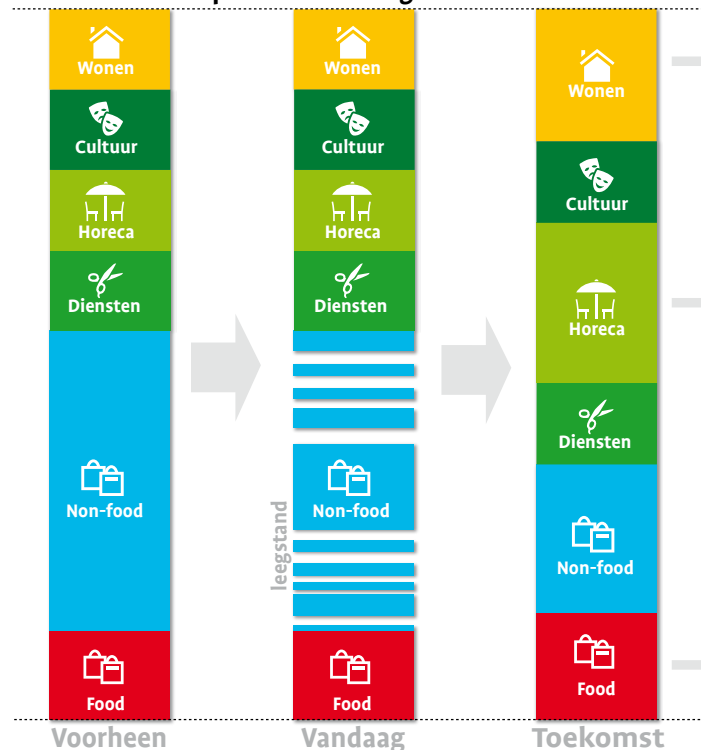 Wonen
Cultuur
Horeca
Diensten
Non-food
Food
Voorheen
Wonen
Cultuur
Horeca
Diensten
leegstand
Non-food
Food
Vandaag
Wonen
Cultuur
Horeca
Diensten
Non-food
Food
Toekomst